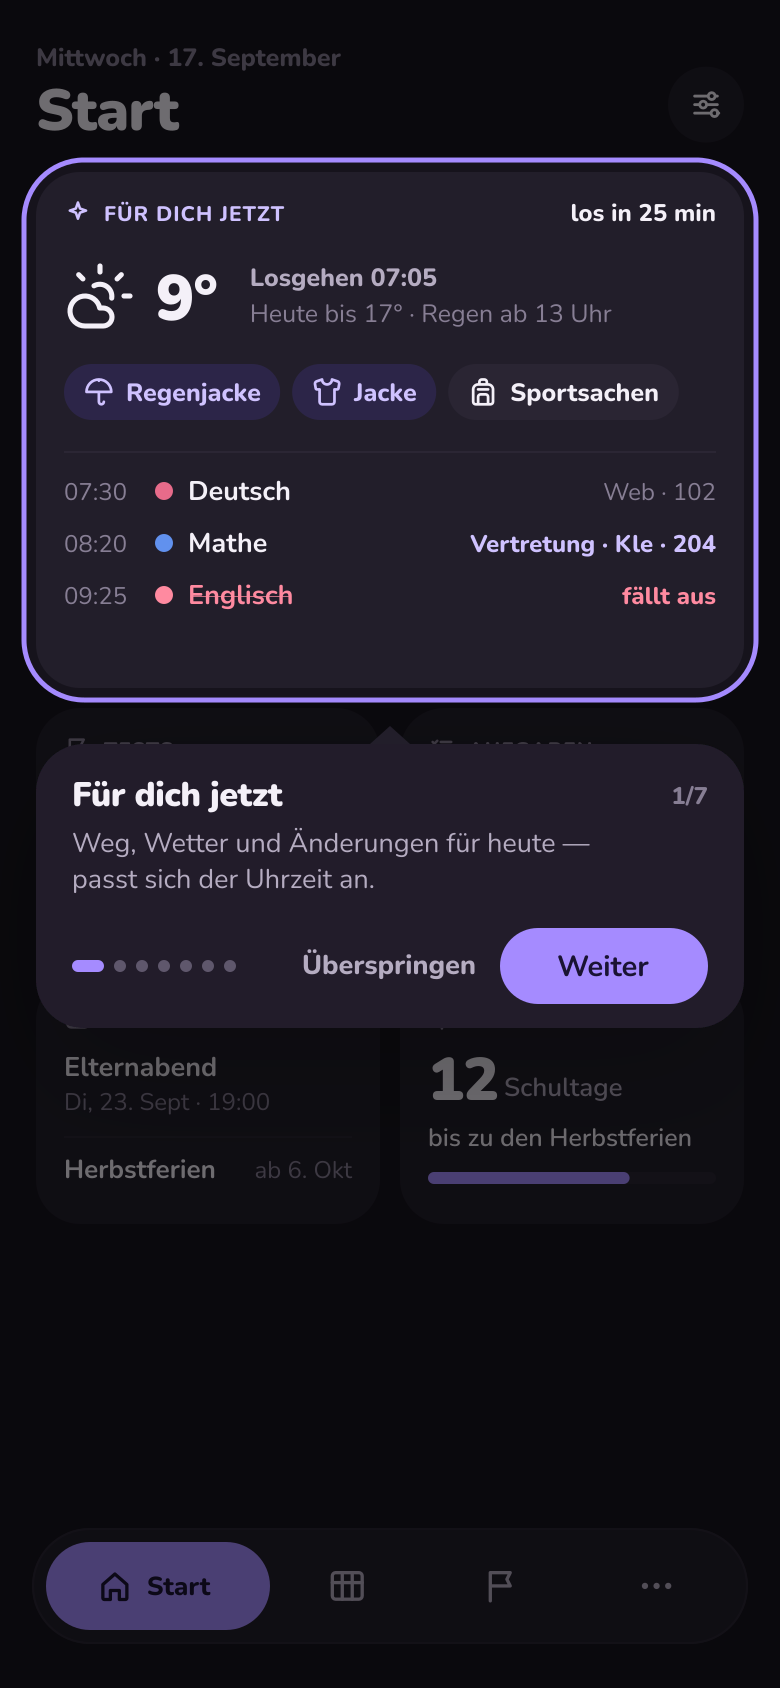 Mittwoch · 17. September
Start
FÜR DICH JETZT
los in 25 min
9°
Losgehen 07:05
Heute bis 17° · Regen ab 13 Uhr
Regenjacke
Jacke
Sportsachen
07:30 Deutsch Web · 102
08:20 Mathe Vertretung · Kle · 204
09:25 Englisch fällt aus
Für dich jetzt
1/7
Weg, Wetter und Änderungen für heute —
passt sich der Uhrzeit an.
Überspringen
Weiter
Elternabend
Di, 23. Sept · 19:00
Herbstferien ab 6. Okt
12 Schultage
bis zu den Herbstferien
Start